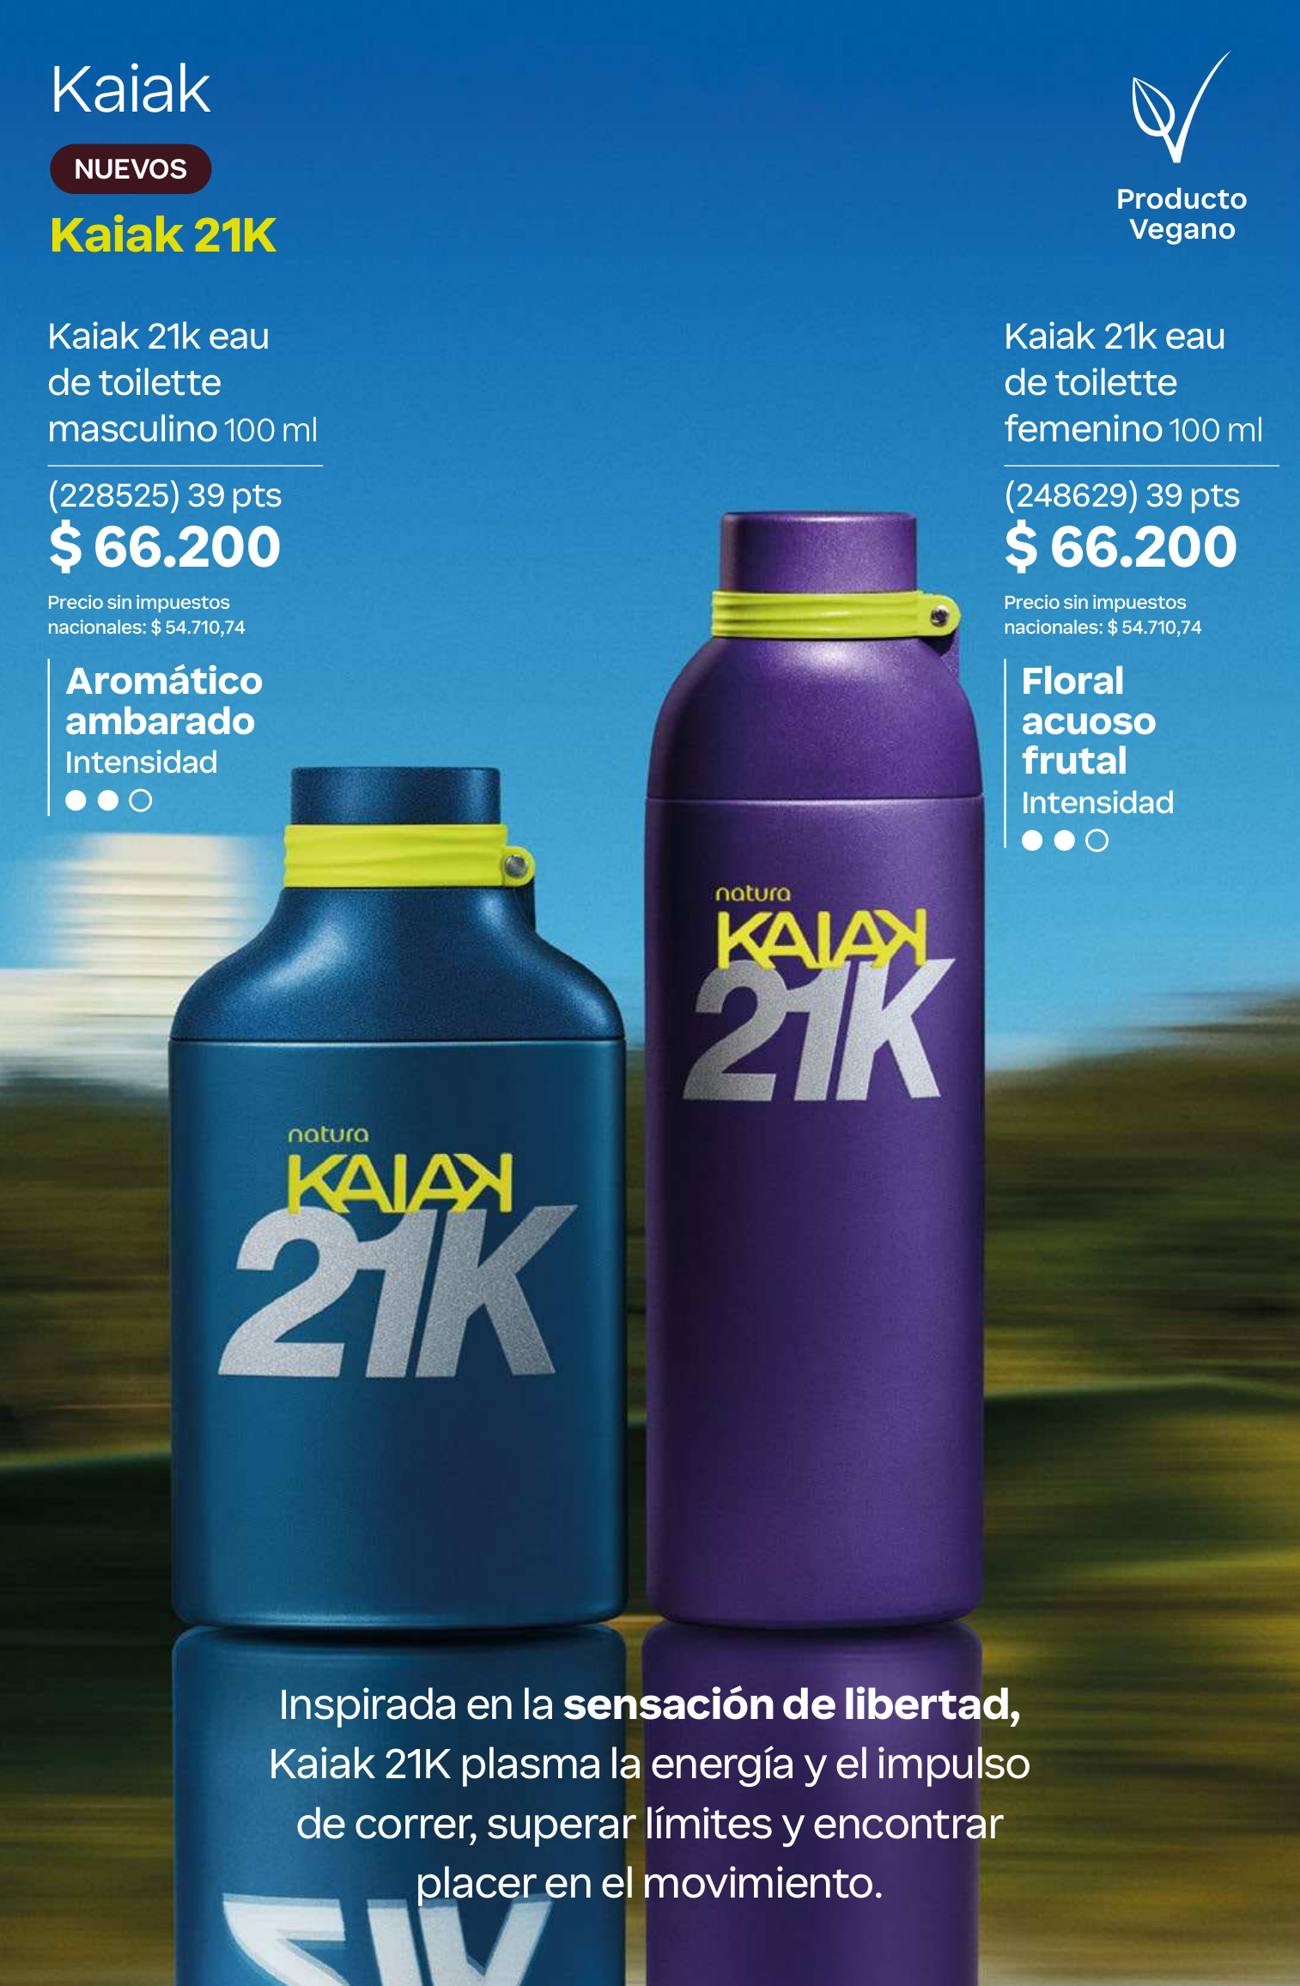 Kaiak
NUEVOS
Kaiak 21K
Producto
Vegano
Kaiak 21k eau
de toilette
masculino 100 ml
(228525) 39 pts
$ 66.200
Precio sin impuestos
nacionales: $ 54.710,74
Aromático
ambarado
Intensidad
Kaiak 21k eau
de toilette
femenino 100 ml
(248629) 39 pts
$ 66.200
Precio sin impuestos
nacionales: $ 54.710,74
Floral
acuoso
frutal
Intensidad
natura
KAIAK
21K
natura
KAIAK
21K
Inspirada en la sensación de libertad,
Kaiak 21K plasma la energía y el impulso
de correr, superar límites y encontrar
placer en el movimiento.